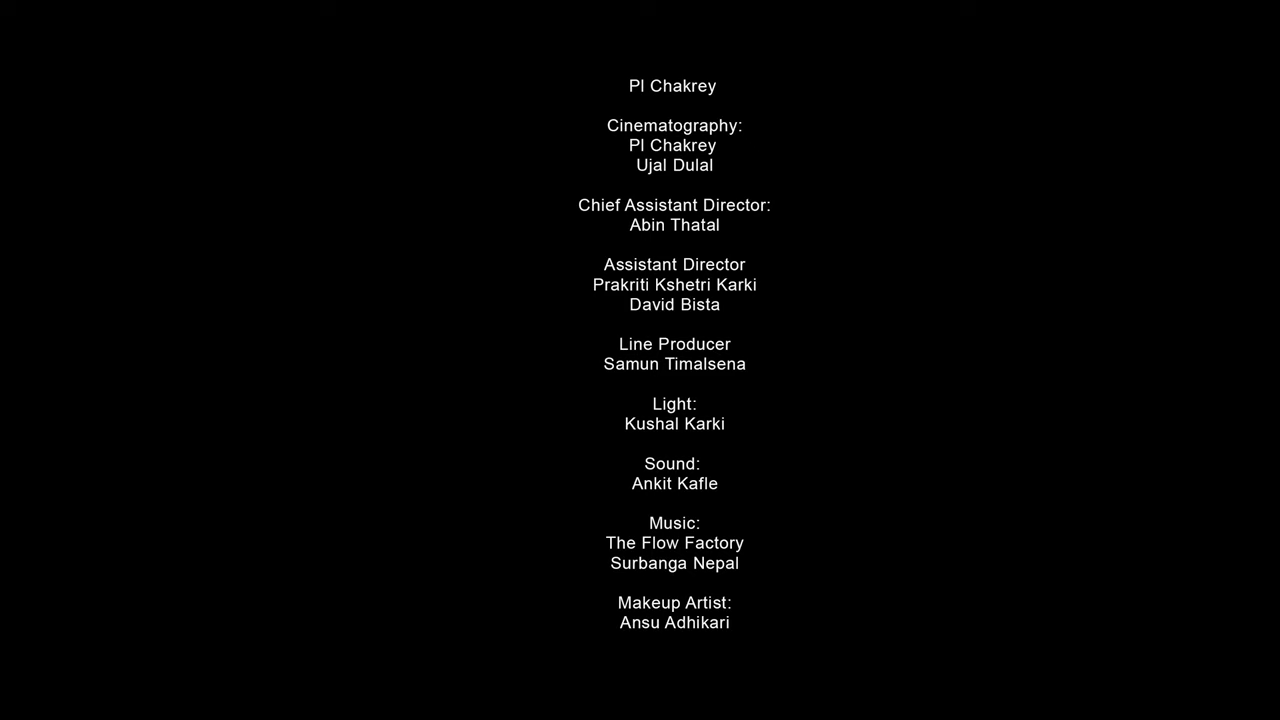 Pl Chakrey
Cinematography:
Pl Chakrey
Ujal Dulal
Chief Assistant Director:
Abin Thatal
Assistant Director
Prakriti Kshetri Karki
David Bista
Line Producer
Samun Timalsena
Light:
Kushal Karki
Sound:
Ankit Kafle
Music:
The Flow Factory
Surbanga Nepal
Makeup Artist:
Ansu Adhikari